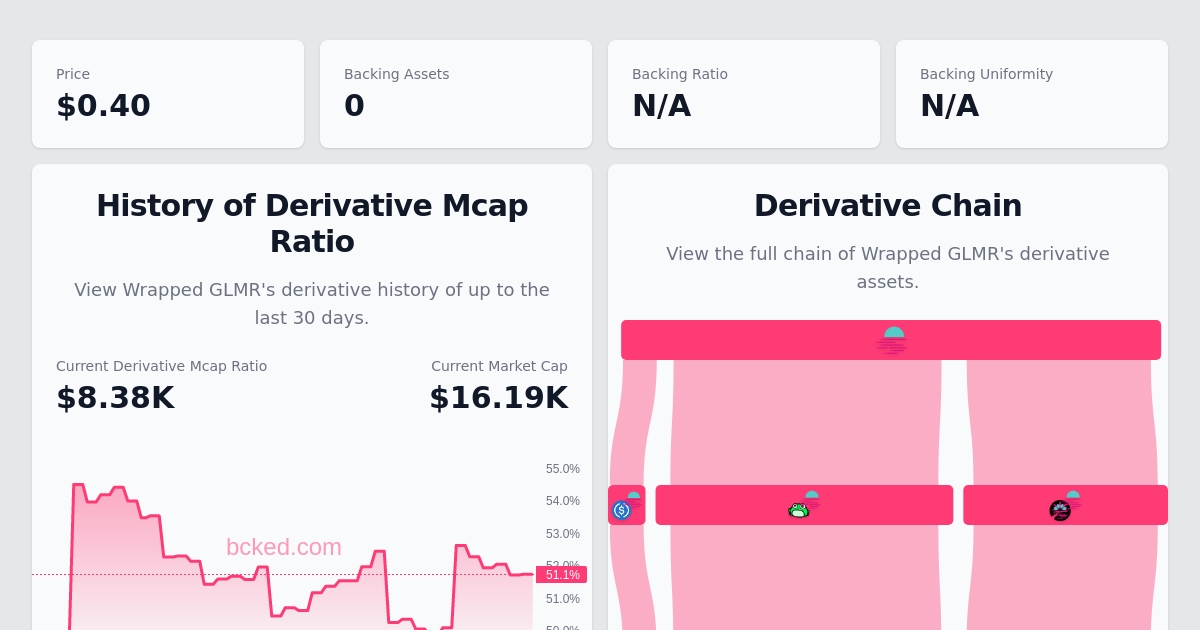 Price
$0.40
Backing Assets
0
Backing Ratio
N/A
Backing Uniformity
N/A
History of Derivative Mcap
Ratio
View Wrapped GLMR's derivative history of up to the
last 30 days.
Current Derivative Mcap Ratio
$8.38K
Current Market Cap
$16.19K
55.0%
54.0%
53.0%
52.0%
51.1%
51.0%
50.0%
bcked.com
Derivative Chain
View the full chain of Wrapped GLMR's derivative
assets.